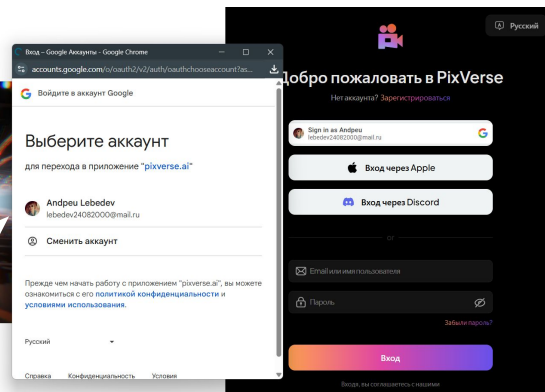 Вход – Google Аккаунты - Google Chrome
accounts.google.com/o/oauth2/v2/auth/oauthchooseaccount?as...
Войдите в аккаунт Google
Выберите аккаунт
для перехода в приложение "pixverse.ai"
Andpeu Lebedev
lebedev24082000@mail.ru
Сменить аккаунт
Прежде чем начать работу с приложением "pixverse.ai", вы можете
ознакомиться с его политикой конфиденциальности и
условиями использования.
Русский
Справка Конфиденциальность Условия
Русский
Добро пожаловать в PixVerse
Нет аккаунта? Зарегистрироваться
Sign in as Andpeu
lebedev24082000@mail.ru
Вход через Apple
Вход через Discord
or
Email или имя пользователя
Пароль
Забыли пароль?
Вход
Входя, вы соглашаетесь с нашими